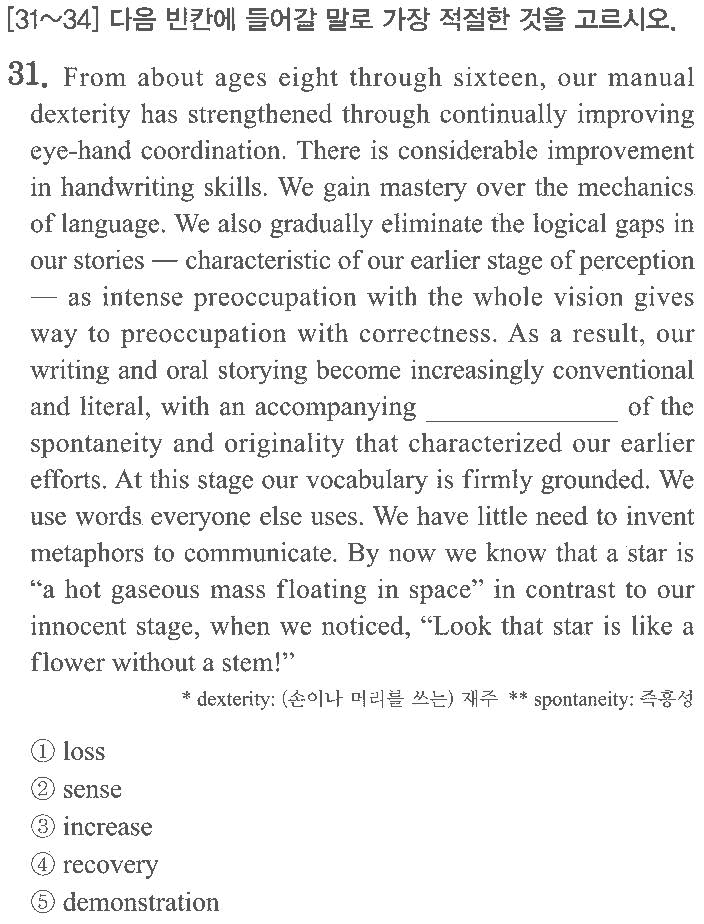 [31~34] 다음 빈칸에 들어갈 말로 가장 적절한 것을 고르시오.
31. From about ages eight through sixteen, our manual
dexterity has strengthened through continually improving
eye-hand coordination. There is considerable improvement
in handwriting skills. We gain mastery over the mechanics
of language. We also gradually eliminate the logical gaps in
our stories — characteristic of our earlier stage of perception
— as intense preoccupation with the whole vision gives
way to preoccupation with correctness. As a result, our
writing and oral storying become increasingly conventional
and literal, with an accompanying ______________ of the
spontaneity and originality that characterized our earlier
efforts. At this stage our vocabulary is firmly grounded. We
use words everyone else uses. We have little need to invent
metaphors to communicate. By now we know that a star is
“a hot gaseous mass floating in space” in contrast to our
innocent stage, when we noticed, “Look that star is like a
flower without a stem!”
* dexterity: (손이나 머리를 쓰는) 재주 ** spontaneity: 즉흥성
① loss
② sense
③ increase
④ recovery
⑤ demonstration